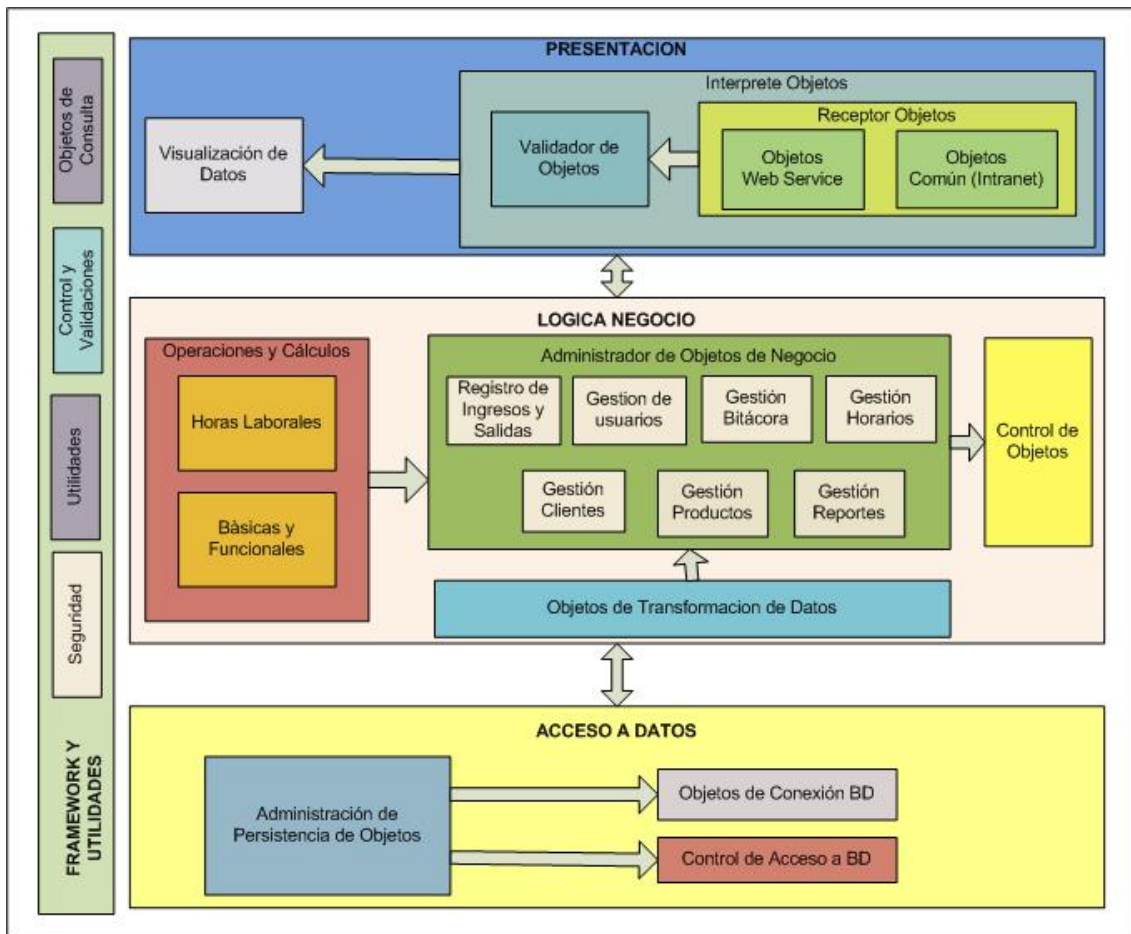 PRESENTACION
Interprete Objetos
Receptor Objetos
Objetos
Web Service
Objetos
Común (Intranet)
Validador de
Objetos
Visualización de
Datos
LOGICA NEGOCIO
Operaciones y Cálculos
Horas Laborales
Bàsicas y
Funcionales
Administrador de Objetos de Negocio
Registro de
Ingresos y
Salidas
Gestion de
usuarios
Gestión
Bitácora
Gestión
Horarios
Gestión
Clientes
Gestión
Productos
Gestión
Reportes
Control de
Objetos
Objetos de Transformacion de Datos
ACCESO A DATOS
Administración de
Persistencia de Objetos
Objetos de Conexión BD
Control de Acceso a BD
Objetos de
Consulta
Control y
Validaciones
Utilidades
Seguridad
FRAMEWORK Y
UTILIDADES